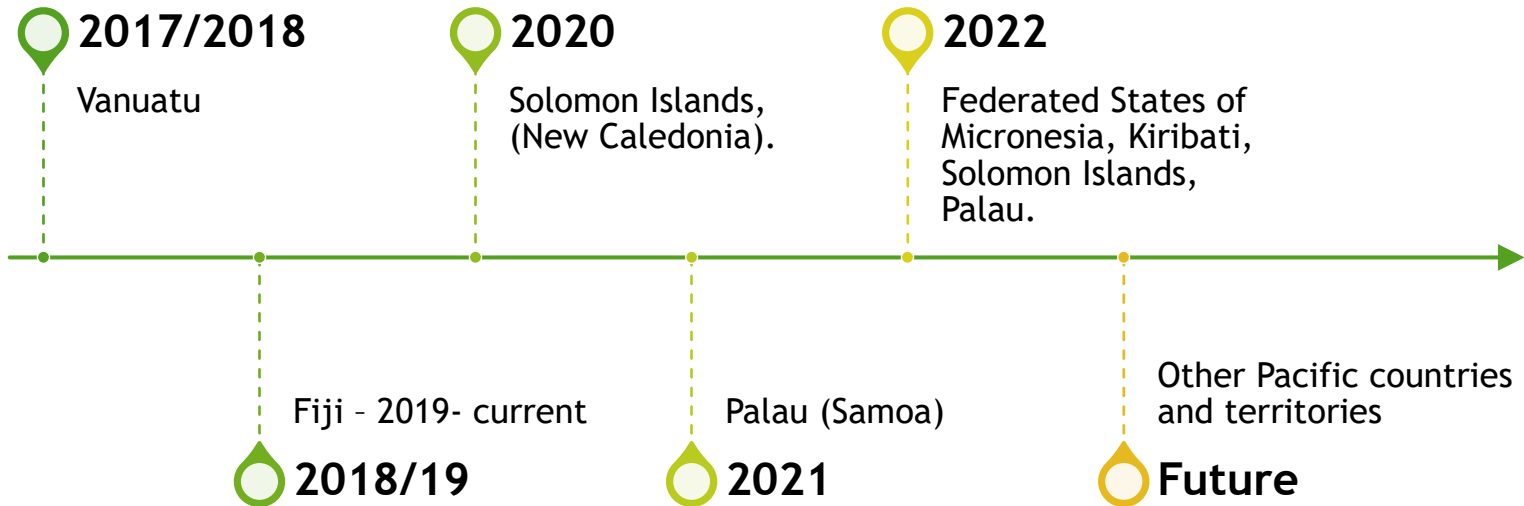 2017/2018
Vanuatu
Fiji – 2019- current
2018/19
2020
Solomon Islands,
(New Caledonia).
Palau (Samoa)
2021
2022
Federated States of
Micronesia, Kiribati,
Solomon Islands,
Palau.
Other Pacific countries
and territories
Future